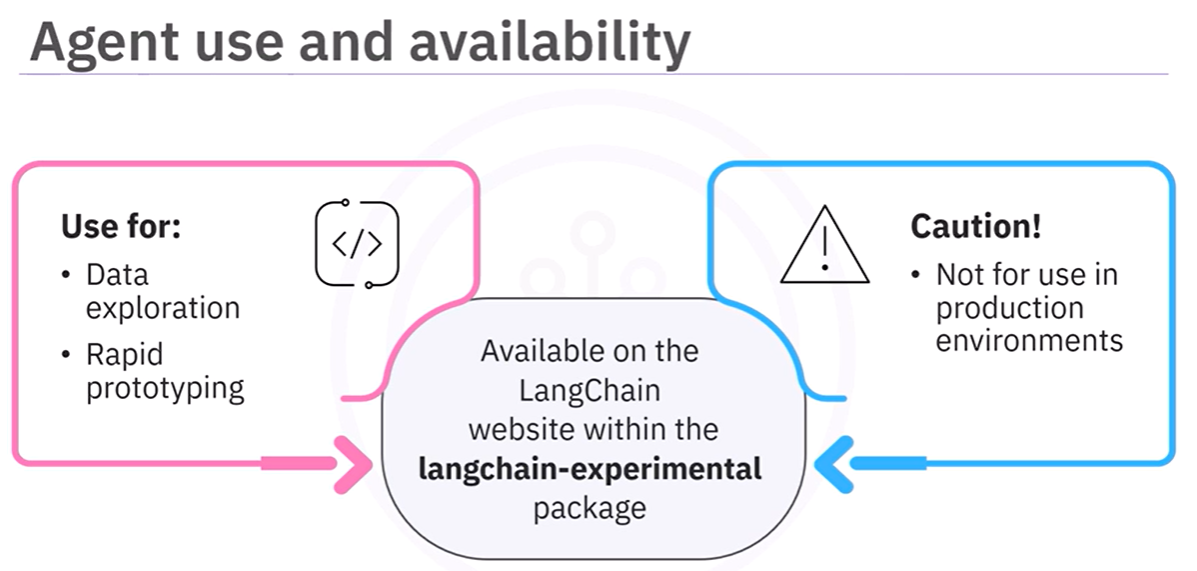 Agent use and availability
Use for:
• Data
exploration
• Rapid
prototyping
</>
Available on the
LangChain
website within the
langchain-experimental
package
!
Caution!
• Not for use in
production
environments